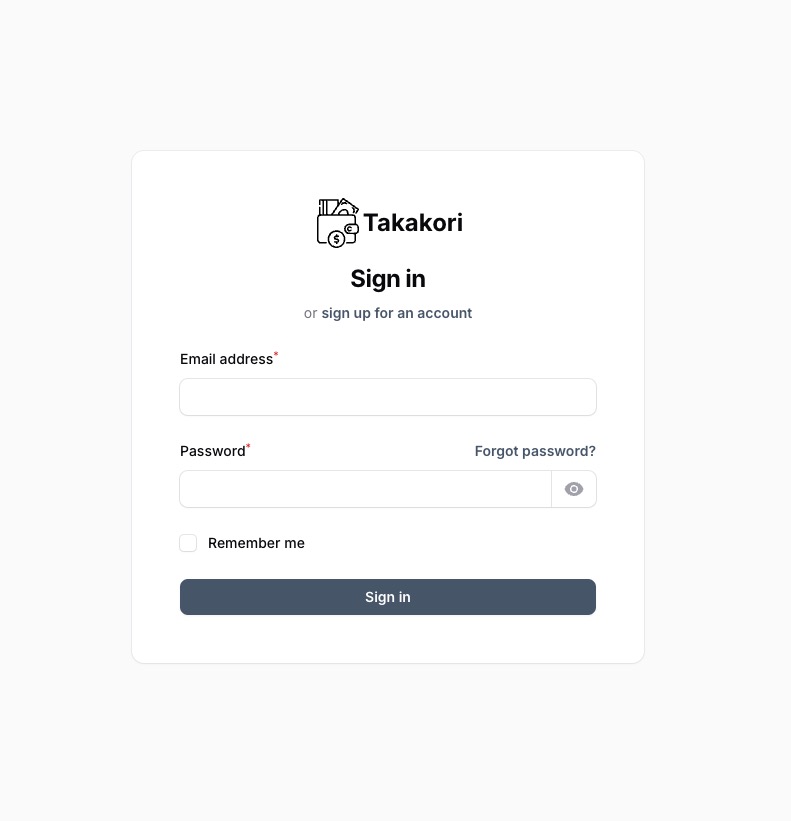 Takakori
Sign in
or sign up for an account
Email address*
Password*
Forgot password?
Remember me
Sign in